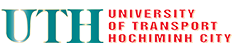 UTH
UNIVERSITY
OF TRANSPORT
HOCHIMINH CITY